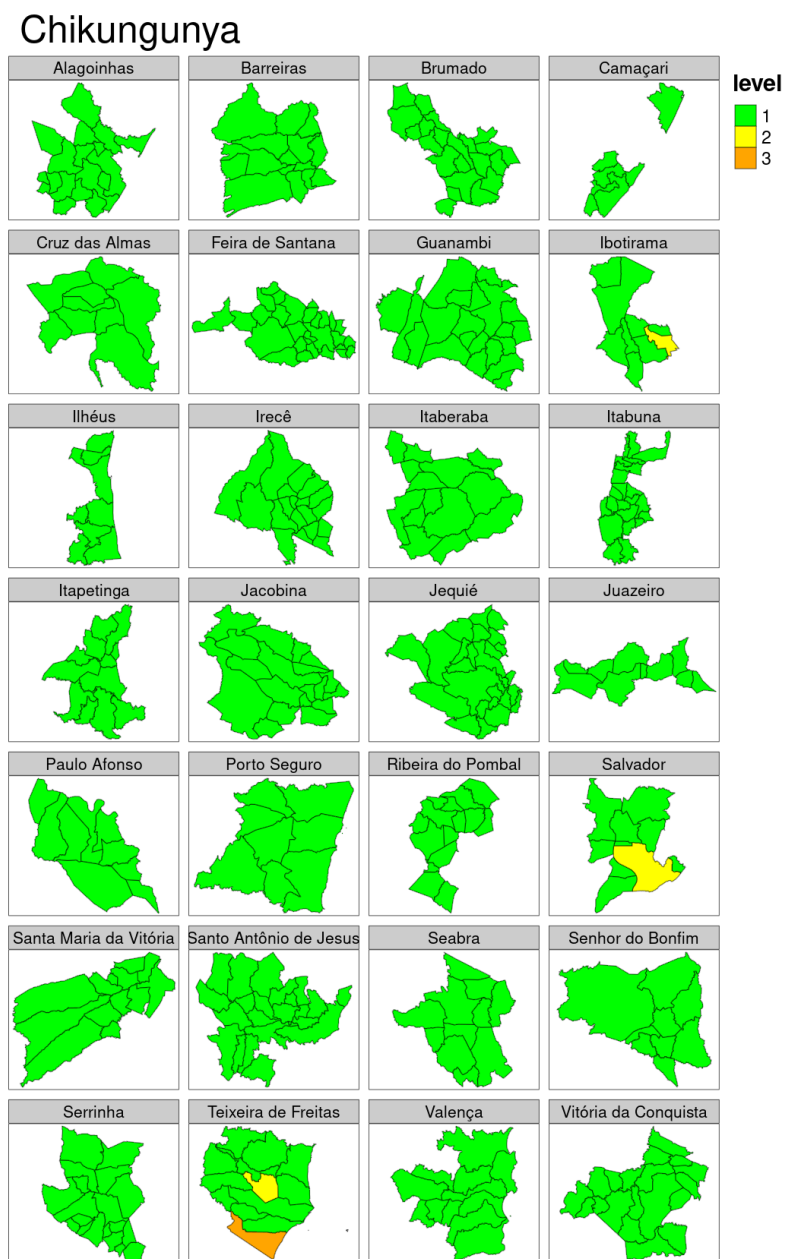 Chikungunya
level
1
2
3
Alagoinhas
Barreiras
Brumado
Camaçari
Cruz das Almas
Feira de Santana
Guanambi
Ibotirama
Ilhéus
Irecê
Itaberaba
Itabuna
Itapetinga
Jacobina
Jequié
Juazeiro
Paulo Afonso
Porto Seguro
Ribeira do Pombal
Salvador
Santa Maria da Vitória
Santo Antônio de Jesus
Seabra
Senhor do Bonfim
Serrinha
Teixeira de Freitas
Valença
Vitória da Conquista